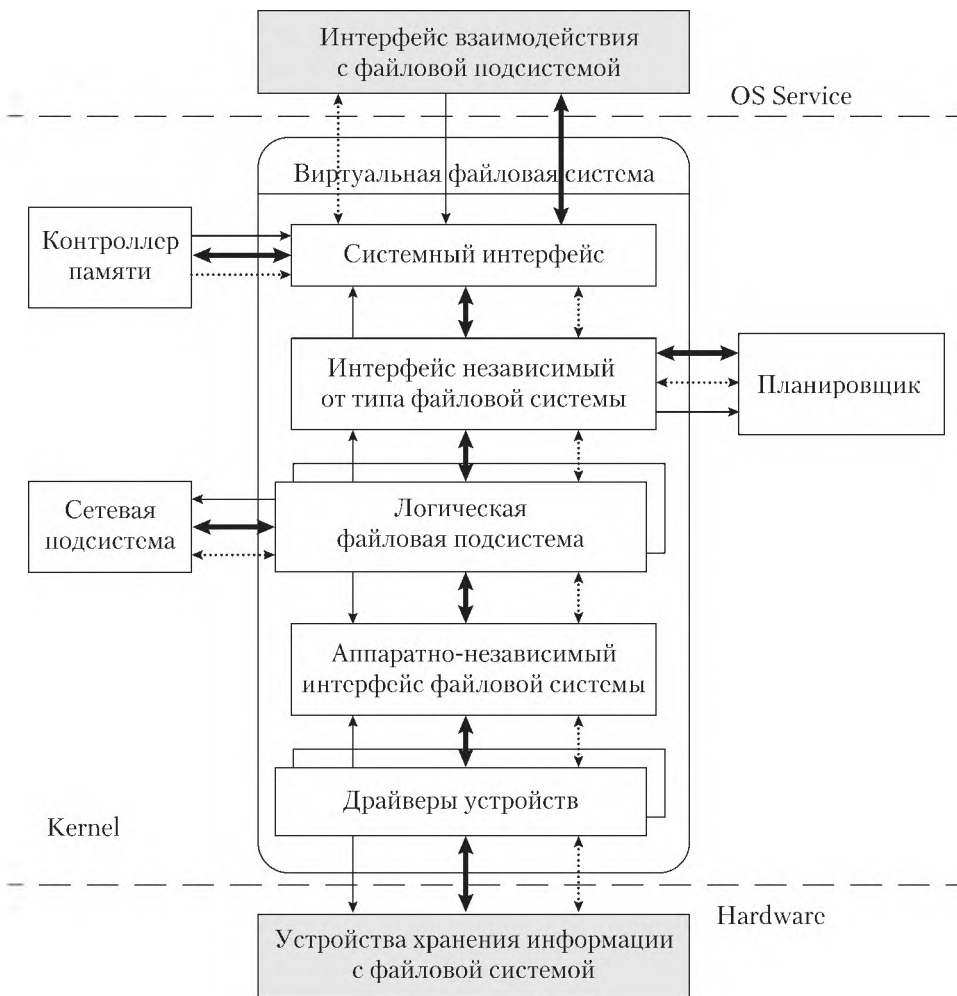 Интерфейс взаимодействия
с файловой подсистемой
OS Service
Виртуальная файловая система
Контроллер
памяти
Системный интерфейс
Интерфейс независимый
от типа файловой системы
Планировщик
Сетевая
подсистема
Логическая
файловая подсистема
Аппаратно-независимый
интерфейс файловой системы
Драйверы устройств
Kernel
Hardware
Устройства хранения информации
с файловой системой